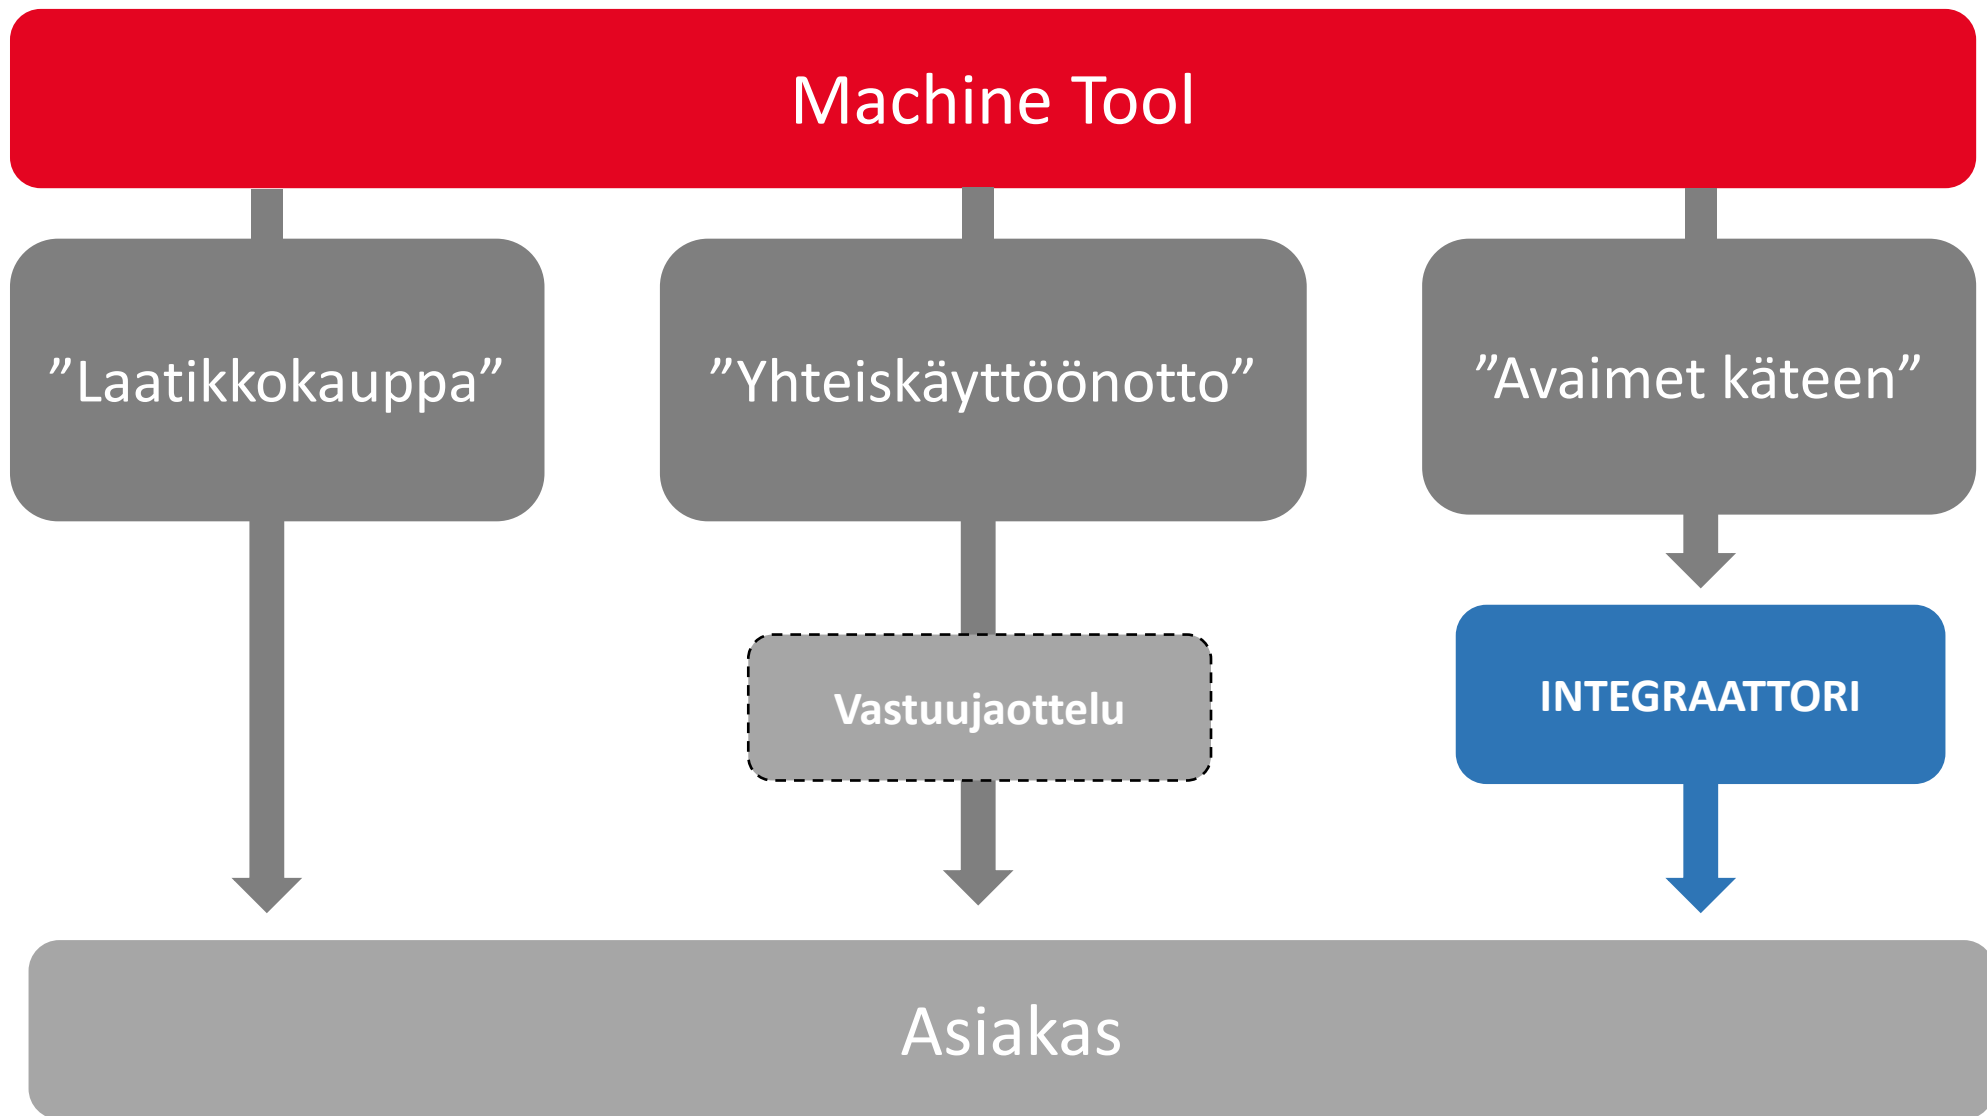 Machine Tool
”Laatikkokauppa”
”Yhteiskäyttöönotto”
”Avaimet käteen”
Vastuujaottelu
INTEGRAATTORI
Asiakas